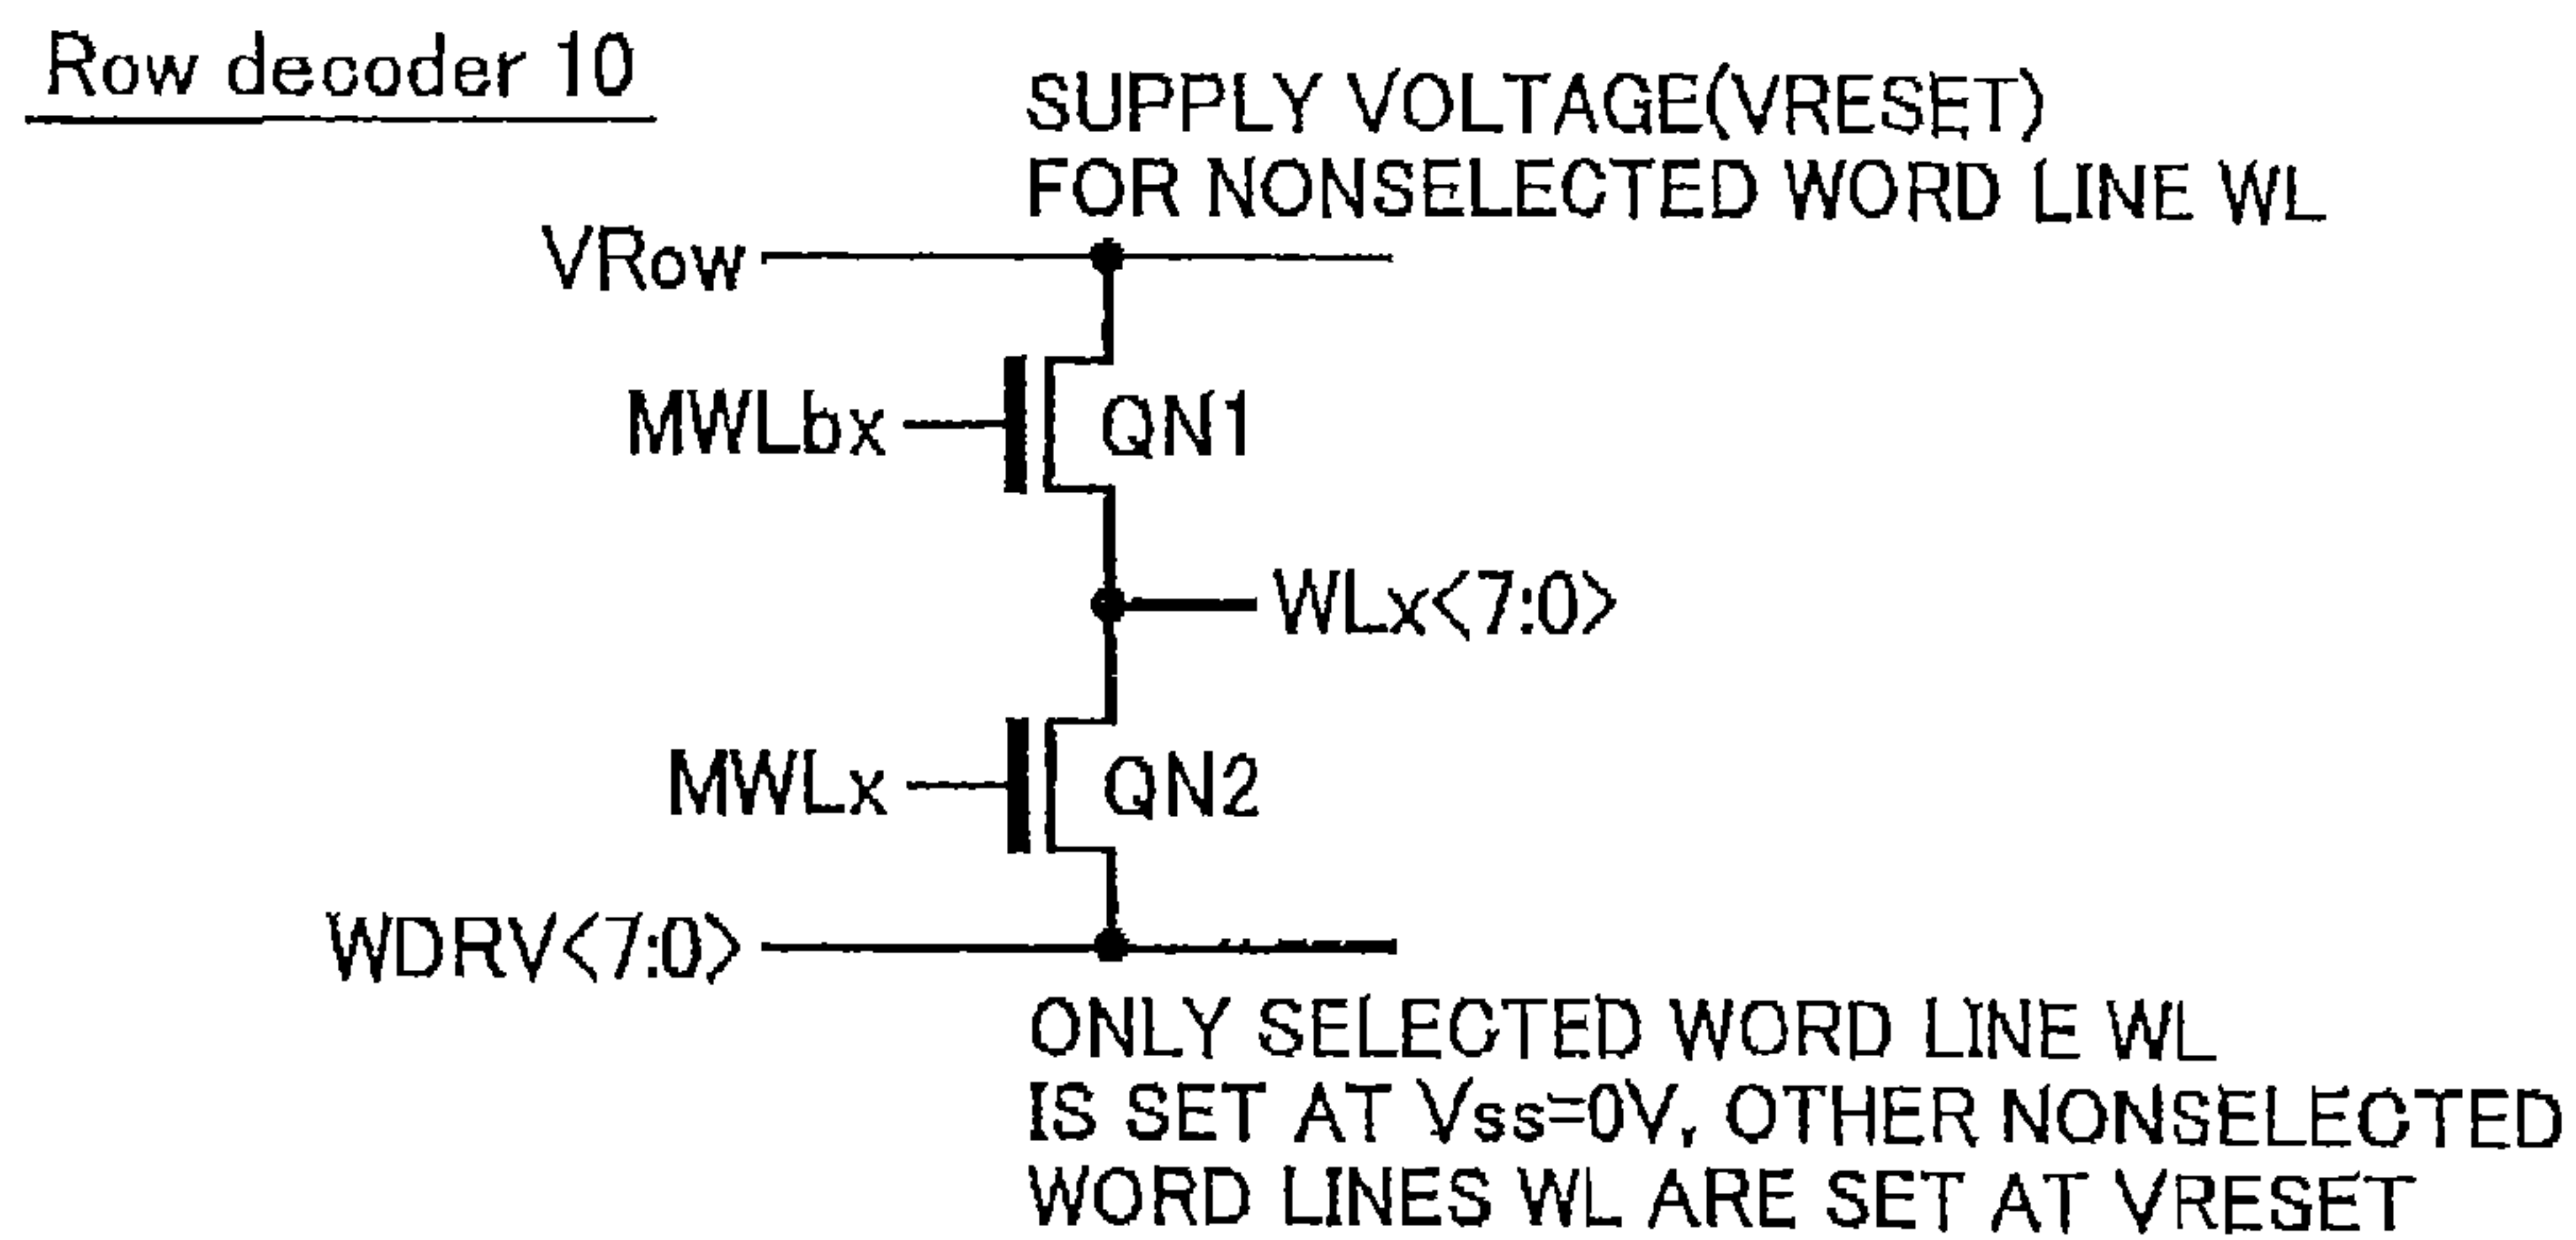 Row decoder 10
SUPPLY VOLTAGE(VRESET)
FOR NONSELECTED WORD LINE WL
VRow
MWLbx
QN1
WLx<7:0>
MWLx
QN2
WDRV<7:0>
ONLY SELECTED WORD LINE WL
IS SET AT Vss=0V, OTHER NONSELECTED
WORD LINES WL ARE SET AT VRESET